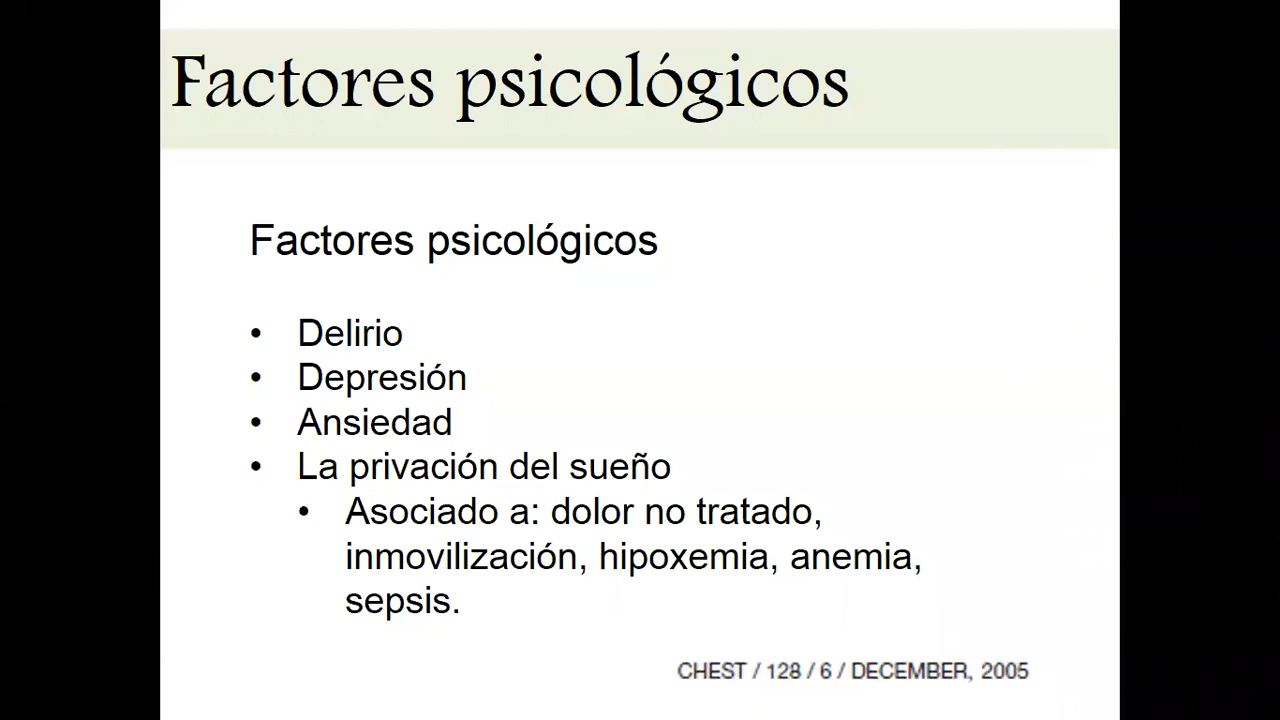 Factores psicológicos
Factores psicológicos
• Delirio
• Depresión
• Ansiedad
• La privación del sueño
• Asociado a: dolor no tratado,
inmovilización, hipoxemia, anemia,
sepsis.
CHEST / 128 / 6 / DECEMBER, 2005